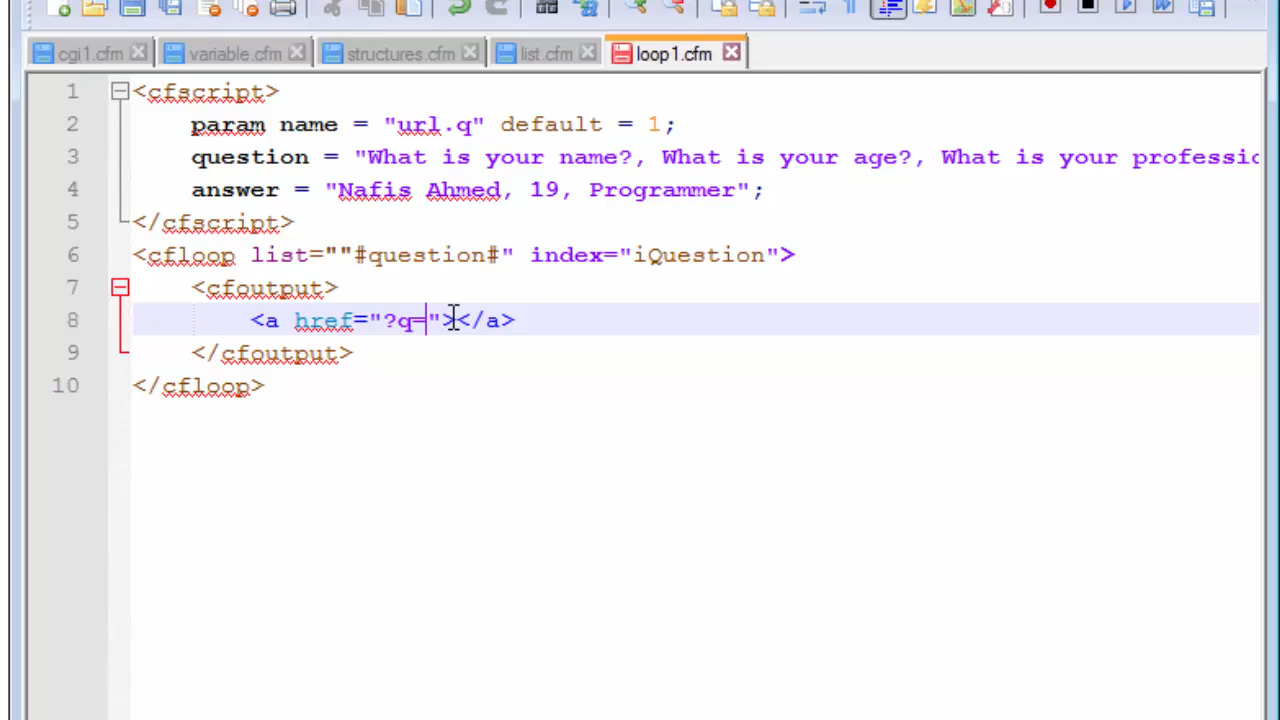 cgi1.cfm variable.cfm structures.cfm list.cfm loop1.cfm
1 <cfscript>
2 param name = "url.q" default = 1;
3 question = "What is your name?, What is your age?, What is your
4 answer = "Nafis Ahmed, 19, Programmer";
5 </cfscript>
6 <cfloop list=""#question#" index="iQuestion">
7 <cfoutput>
8 <a href="?q="></a>
9 </cfoutput>
10 </cfloop>